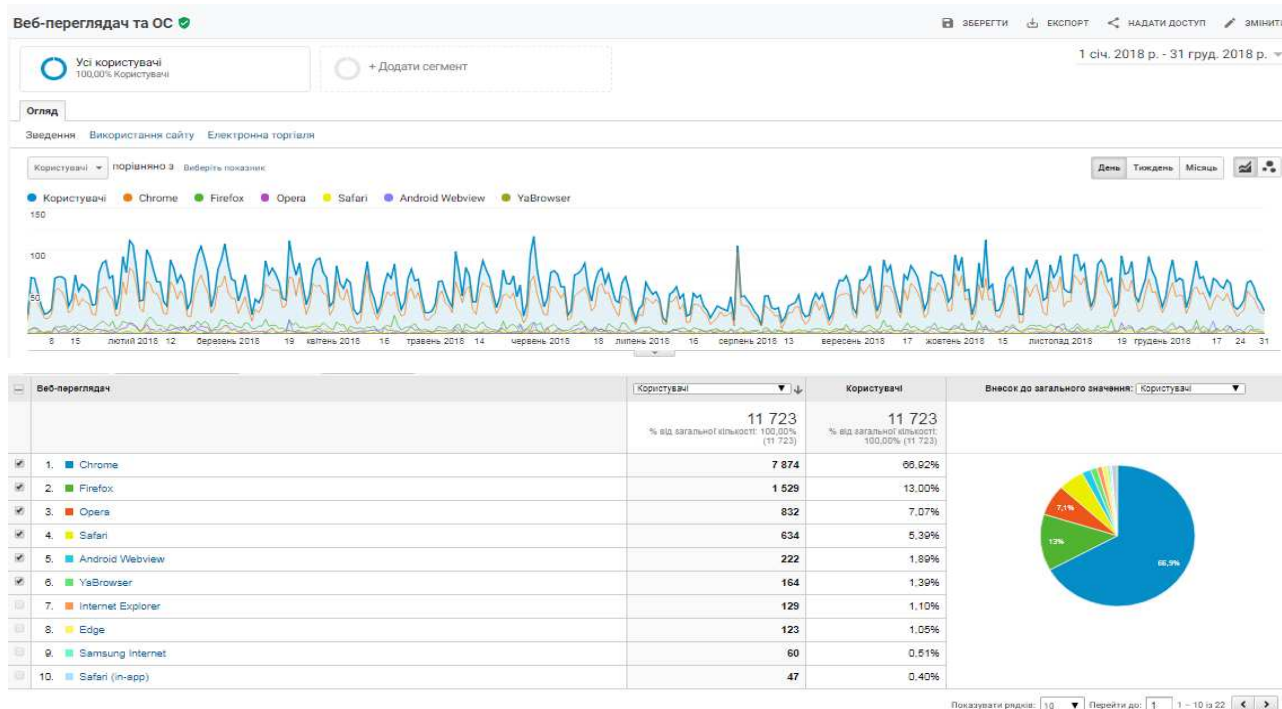 Веб-переглядач та ОС
ЗБЕРЕГТИ ЕКСПОРТ НАДАТИ ДОСТУП ЗМІНИТИ
Усі користувачі
100,00% Користувачі
+ Додати сегмент
1 січ. 2018 р. - 31 груд. 2018 р.
Огляд
Зведення Використання сайту Електронна торгівля
Користувачі порівняно з Виберіть показник
День Тиждень Місяць
Користувачі Chrome Firefox Opera Safari Android Webview YaBrowser
150
100
50
8 15 лютий 2018 12 березень 2018 19 квітень 2018 16 травень 2018 14 червень 2018 18 липень 2018 16 серпень 2018 13 вересень 2018 17 жовтень 2018 15 листопад 2018 19 грудень 2018 17 24 31
Веб-переглядач Користувачі Користувачі Внесок до загального значення: Користувачі
11 723 11 723
% від загальної кількості: 100,00% (11 723) % від загальної кількості: 100,00% (11 723)
1. Chrome 7 874 66,92%
2. Firefox 1 529 13,00%
3. Opera 832 7,07%
4. Safari 634 5,39%
5. Android Webview 222 1,89%
6. YaBrowser 164 1,39%
7. Internet Explorer 129 1,10%
8. Edge 123 1,05%
9. Samsung Internet 60 0,51%
10. Safari (in-app) 47 0,40%
7,1%
13%
66,9%
Показувати рядків: 10 Перейти до: 1 1 – 10 із 22